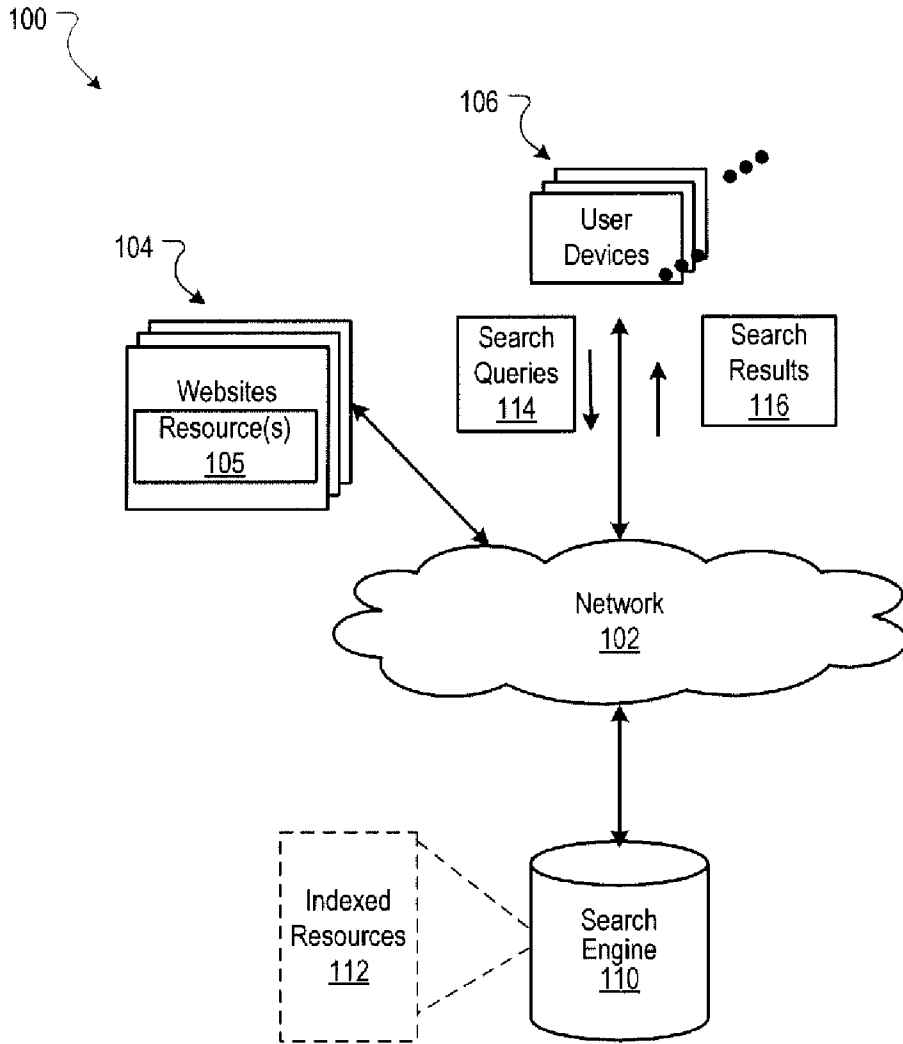 100
106
User
Devices
104
Search
Queries
114
Search
Results
116
Websites
Resource(s)
105
Network
102
Indexed
Resources
112
Search
Engine
110